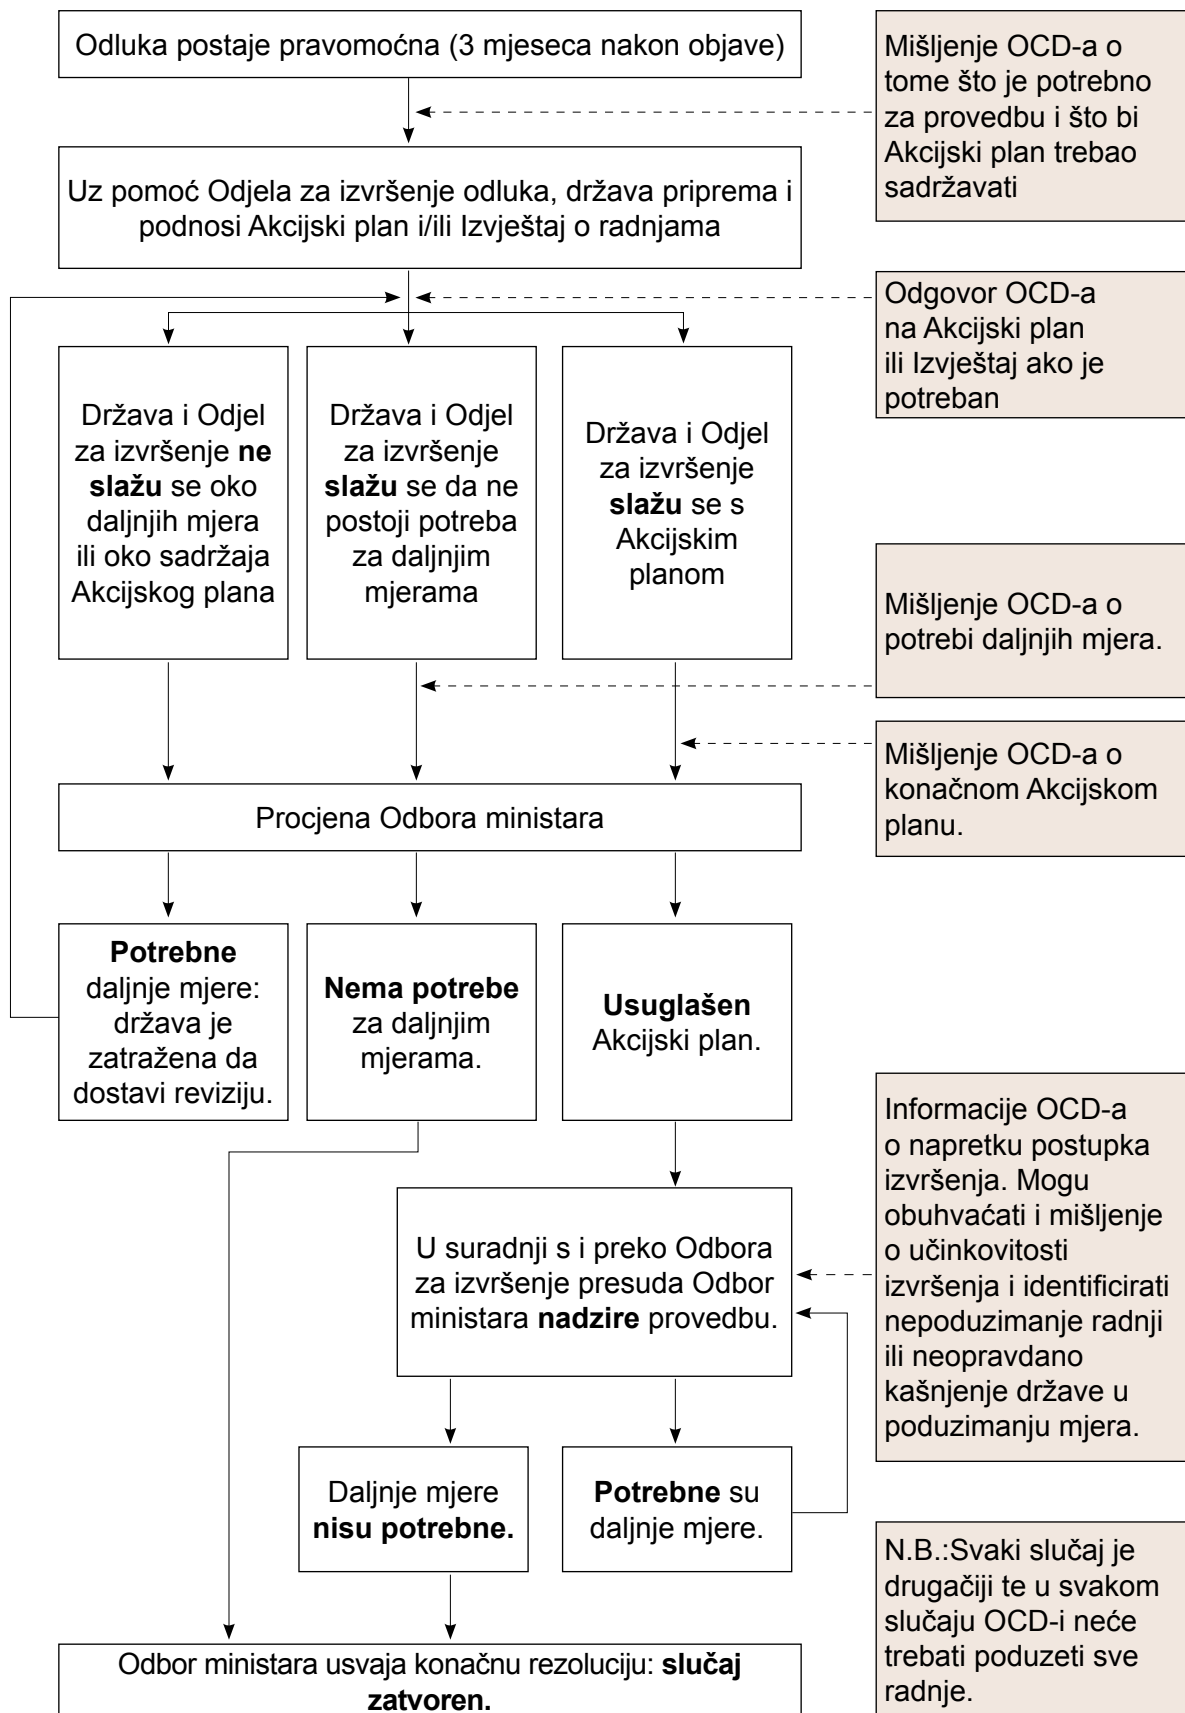 Odluka postaje pravomoćna (3 mjeseca nakon objave)
Mišljenje OCD-a o
tome što je potrebno
za provedbu i što bi
Akcijski plan trebao
sadržavati
Uz pomoć Odjela za izvršenje odluka, država priprema i
podnosi Akcijski plan i/ili Izvještaj o radnjama
Odgovor OCD-a
na Akcijski plan
ili Izvještaj ako je
potreban
Država i Odjel
za izvršenje ne
slažu se oko
daljnjih mjera
ili oko sadržaja
Akcijskog plana
Država i Odjel
za izvršenje
slažu se da ne
postoji potreba
za daljnjim
mjerama
Država i Odjel
za izvršenje
slažu se s
Akcijskim
planom
Mišljenje OCD-a o
potrebi daljnjih mjera.
Mišljenje OCD-a o
konačnom Akcijskom
planu.
Procjena Odbora ministara
Potrebne
daljnje mjere:
država je
zatražena da
dostavi reviziju.
Nema potrebe
za daljnjim
mjerama.
Usuglašen
Akcijski plan.
Informacije OCD-a
o napretku postupka
izvršenja. Mogu
obuhvaćati i mišljenje
o učinkovitosti
izvršenja i identificirati
nepoduzimanje radnji
ili neopravdano
kašnjenje države u
poduzimanju mjera.
U suradnji s i preko Odbora
za izvršenje presuda Odbor
ministara nadzire provedbu.
Daljnje mjere
nisu potrebne.
Potrebne su
daljnje mjere.
N.B.:Svaki slučaj je
drugačiji te u svakom
slučaju OCD-i neće
trebati poduzeti sve
radnje.
Odbor ministara usvaja konačnu rezoluciju: slučaj
zatvoren.